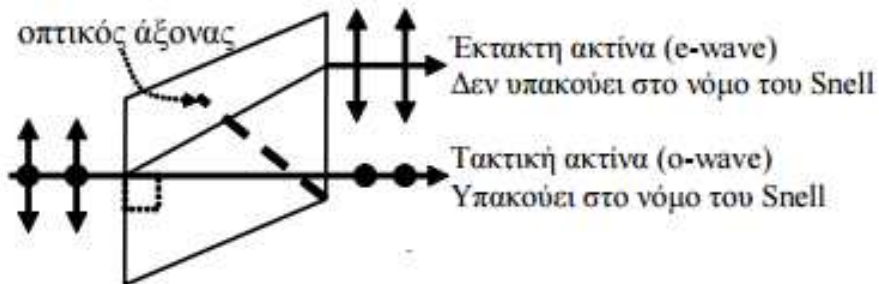 οπτικός άξονας
Έκτακτη ακτίνα (e-wave)
Δεν υπακούει στο νόμο του Snell
Τακτική ακτίνα (o-wave)
Υπακούει στο νόμο του Snell